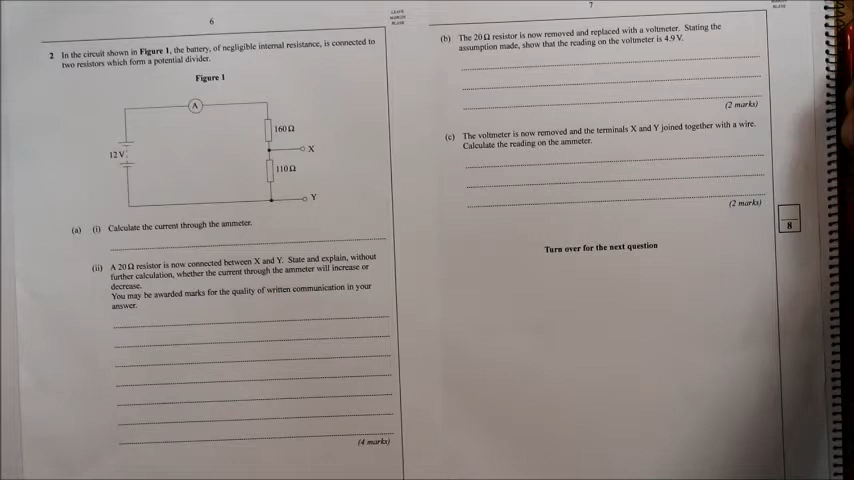 6
LEAVE
MARGIN
BLANK
2 In the circuit shown in Figure 1, the battery, of negligible internal resistance, is connected to
two resistors which form a potential divider.
Figure 1
A
160 Ω
X
12 V
110 Ω
Y
(a) (i) Calculate the current through the ammeter.
(ii) A 20 Ω resistor is now connected between X and Y. State and explain, without
further calculation, whether the current through the ammeter will increase or
decrease.
You may be awarded marks for the quality of written communication in your
answer.
(4 marks)
7
MARGIN
BLANK
(b) The 20 Ω resistor is now removed and replaced with a voltmeter. Stating the
assumption made, show that the reading on the voltmeter is 4.9 V.
(2 marks)
(c) The voltmeter is now removed and the terminals X and Y joined together with a wire.
Calculate the reading on the ammeter.
(2 marks)
8
Turn over for the next question